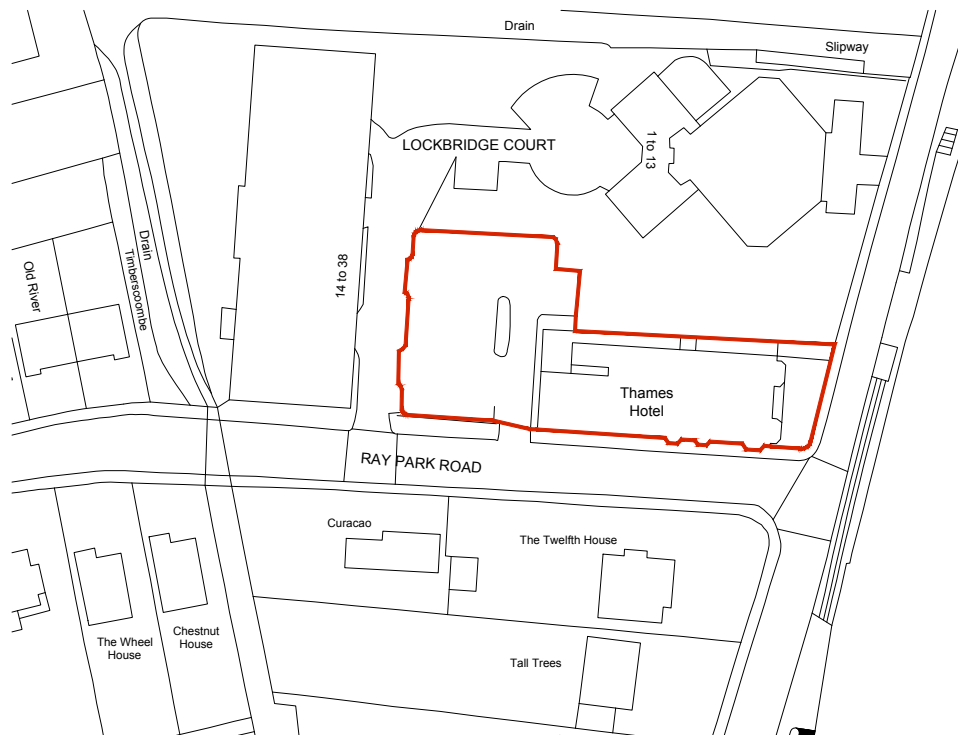 Drain
Slipway
LOCKBRIDGE COURT
1 to 13
Drain
Timberscoombe
Old River
14 to 38
Thames
Hotel
RAY PARK ROAD
Curacao
The Twelfth House
The Wheel
House
Chestnut
House
Tall Trees